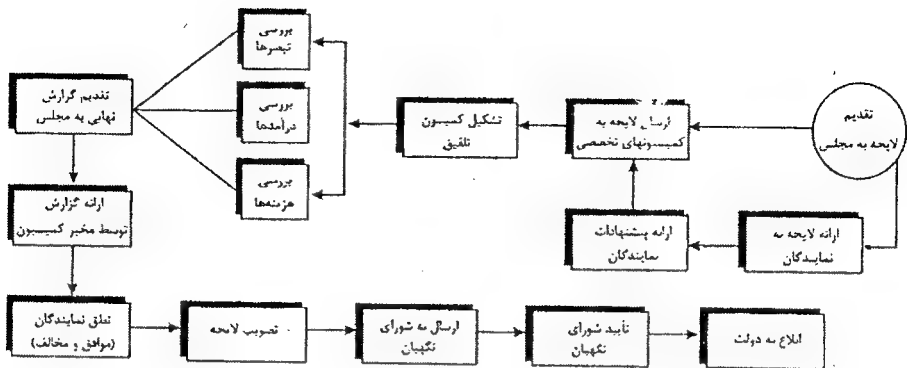 تقدیم
لایحه به مجلس
ارسال لایحه به
کمیسیونهای تخصصی
ارائه لایحه به
نمایندگان
ارائه پیشنهادات
نمایندگان
تشکیل کمیسیون
تلفیق
بررسی
تبصرها
بررسی
درآمدها
بررسی
هزینه‌ها
تقدیم گزارش
نهایی به مجلس
ارائه گزارش
توسط مخبر کمیسیون
نطق نمایندگان
(موافق و مخالف)
تصویب لایحه
ارسال به شورای
نگهبان
تأیید شورای
نگهبان
ابلاغ به دولت